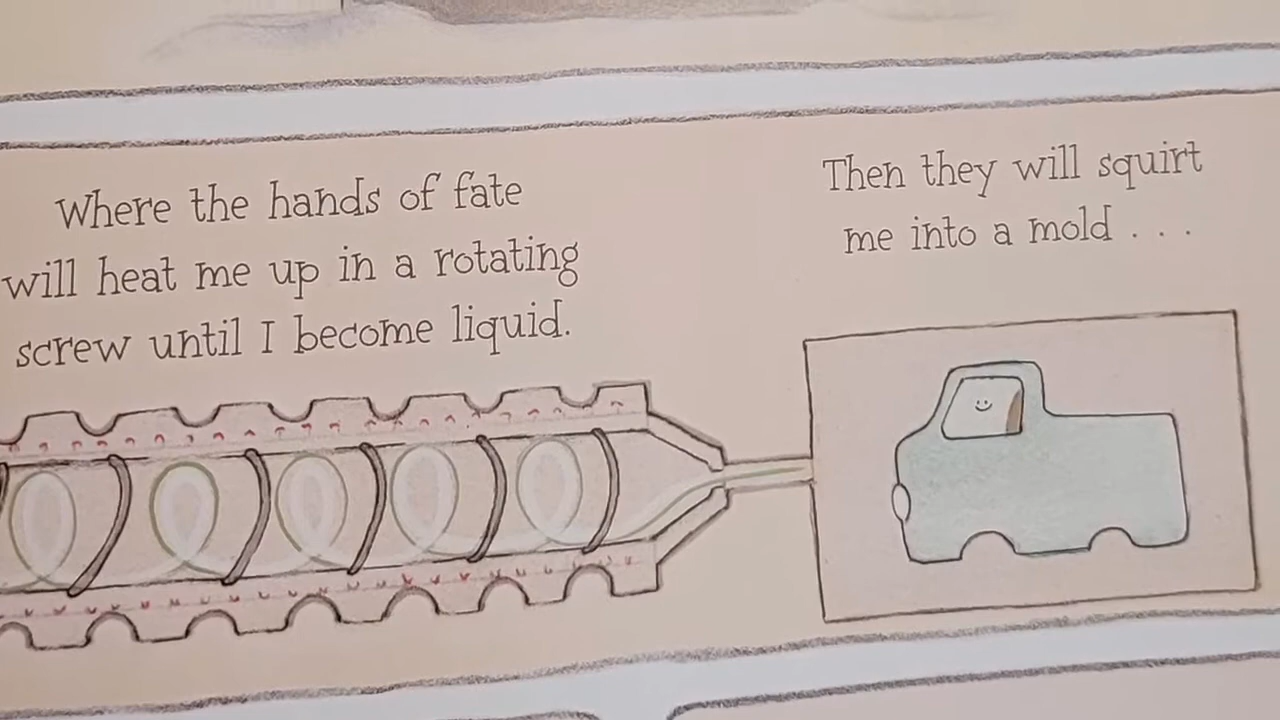 Where the hands of fate
will heat me up in a rotating
screw until I become liquid.
Then they will squirt
me into a mold . . .